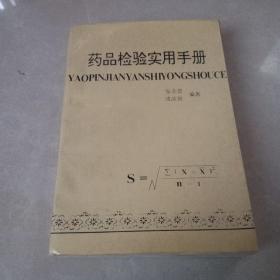 药品检验实用手册
YAOPINJIANYANSHIYONGSHOUCE
编著
S = √ Σ(X - X̄)²
n - 1